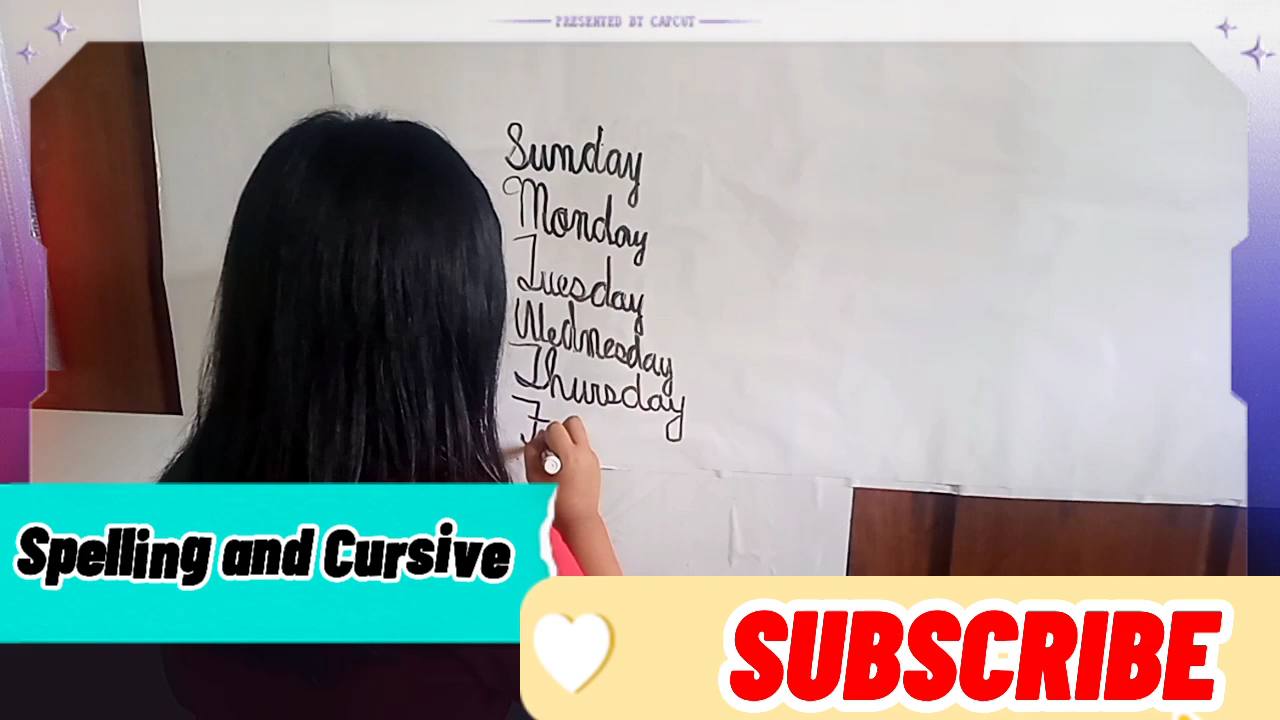 PRESENTED BY CAPCUT
Sunday
Monday
Tuesday
Wednesday
Thursday
F
Spelling and Cursive
SUBSCRIBE